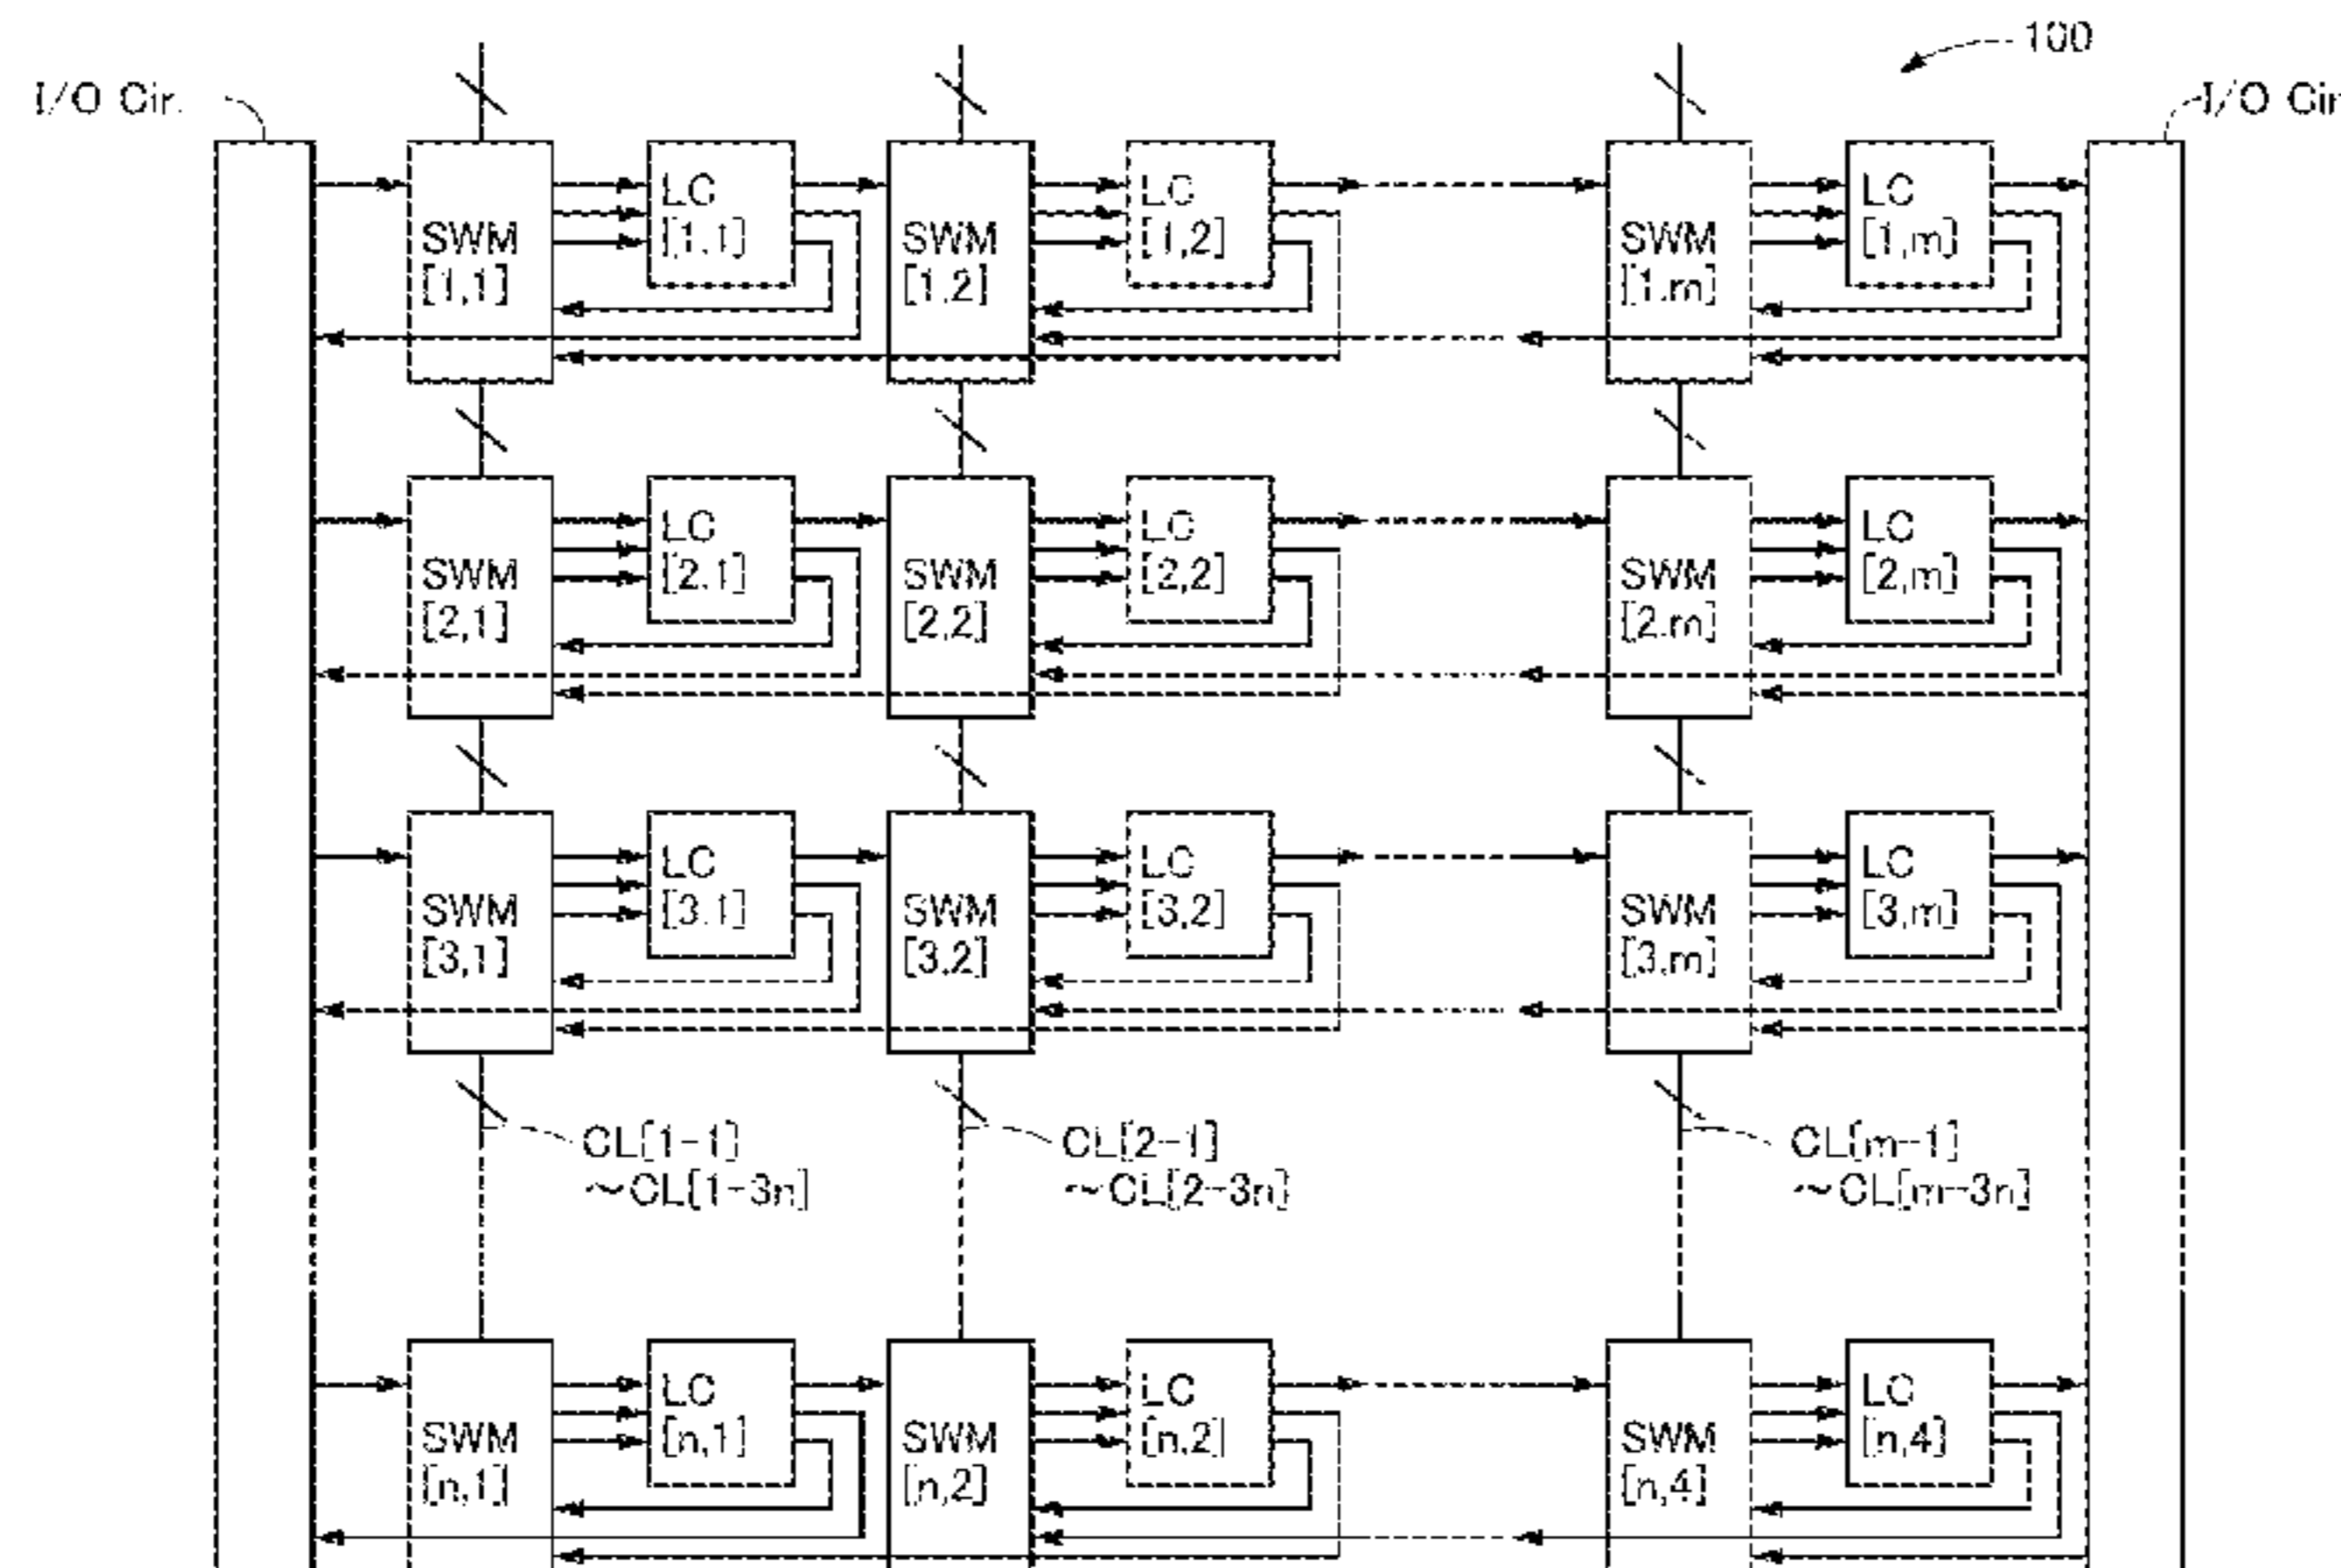 100
I/O Cir.
I/O Cir
SWM
[1,1]
LC
[1,1]
SWM
[1,2]
LC
[1,2]
SWM
[1,m]
LC
[1,m]
SWM
[2,1]
LC
[2,1]
SWM
[2,2]
LC
[2,2]
SWM
[2,m]
LC
[2,m]
SWM
[3,1]
LC
[3,1]
SWM
[3,2]
LC
[3,2]
SWM
[3,m]
LC
[3,m]
CL[1-1]
~CL[1-3n]
CL[2-1]
~CL[2-3n]
CL[m-1]
~CL[m-3n]
SWM
[n,1]
LC
[n,1]
SWM
[n,2]
LC
[n,2]
SWM
[n,4]
LC
[n,4]